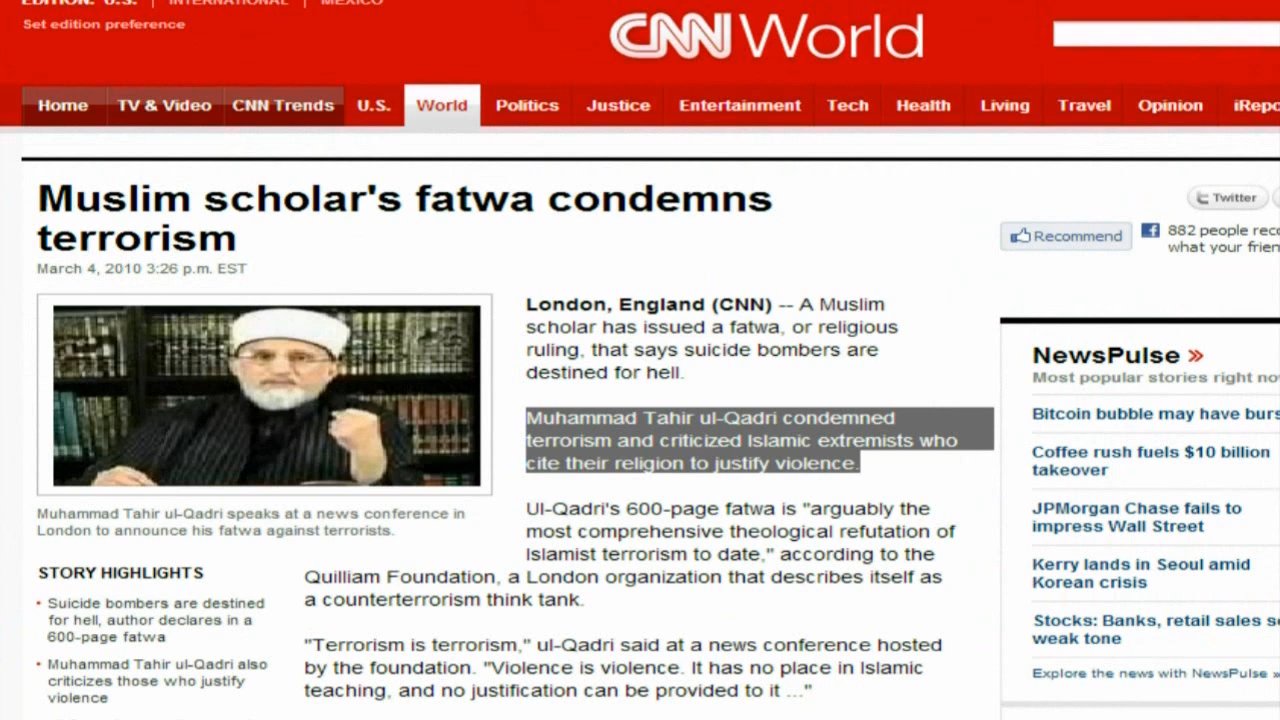 EDITION: U.S. | INTERNATIONAL | MEXICO
Set edition preference
CNN World
Home TV & Video CNN Trends U.S. World Politics Justice Entertainment Tech Health Living Travel Opinion iRepo
Muslim scholar's fatwa condemns
terrorism
March 4, 2010 3:26 p.m. EST
Muhammad Tahir ul-Qadri speaks at a news conference in
London to announce his fatwa against terrorists.
STORY HIGHLIGHTS
• Suicide bombers are destined
for hell, author declares in a
600-page fatwa
• Muhammad Tahir ul-Qadri also
criticizes those who justify
violence
London, England (CNN) -- A Muslim
scholar has issued a fatwa, or religious
ruling, that says suicide bombers are
destined for hell.
Muhammad Tahir ul-Qadri condemned
terrorism and criticized Islamic extremists who
cite their religion to justify violence.
Ul-Qadri's 600-page fatwa is "arguably the
most comprehensive theological refutation of
Islamist terrorism to date," according to the
Quilliam Foundation, a London organization that describes itself as
a counterterrorism think tank.
"Terrorism is terrorism," ul-Qadri said at a news conference hosted
by the foundation. "Violence is violence. It has no place in Islamic
teaching, and no justification can be provided to it ..."
Twitter
Recommend
882 people reco
what your frien
NewsPulse »
Most popular stories right no
Bitcoin bubble may have burs
Coffee rush fuels $10 billion
takeover
JPMorgan Chase fails to
impress Wall Street
Kerry lands in Seoul amid
Korean crisis
Stocks: Banks, retail sales s
weak tone
Explore the news with NewsPulse »